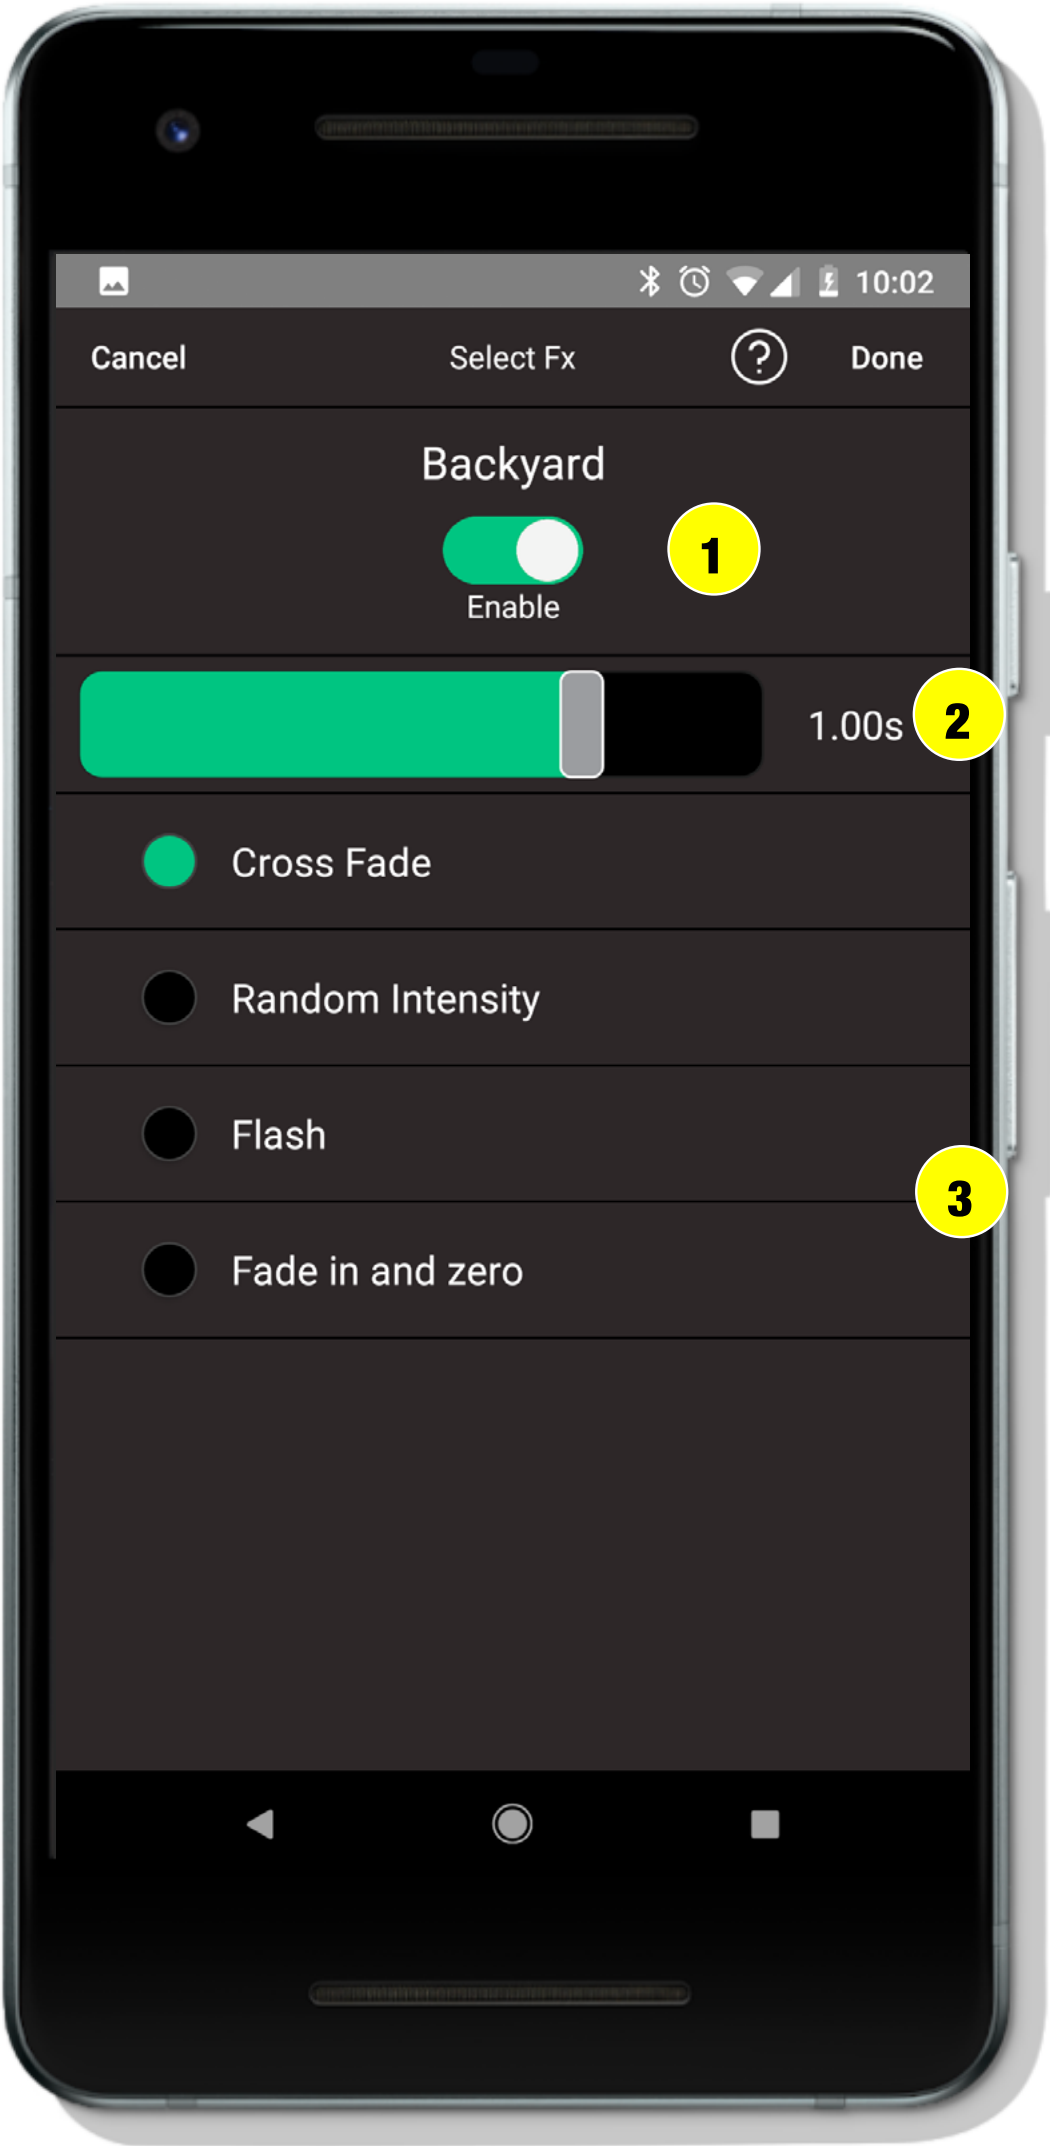 10:02
Cancel Select Fx ? Done
Backyard
1
Enable
1.00s 2
Cross Fade
Random Intensity
Flash
3
Fade in and zero